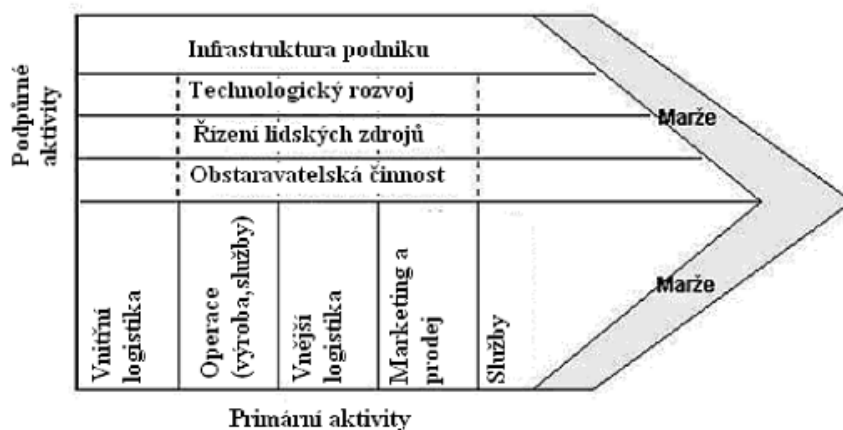 Infrastruktura podniku
Technologický rozvoj
Řízení lidských zdrojů
Obstaravatelská činnost
Podpůrné
aktivity
Marže
Marže
Vnitřní
logistika
Operace
(výroba,služby)
Vnější
logistika
Marketing a
prodej
Služby
Primární aktivity